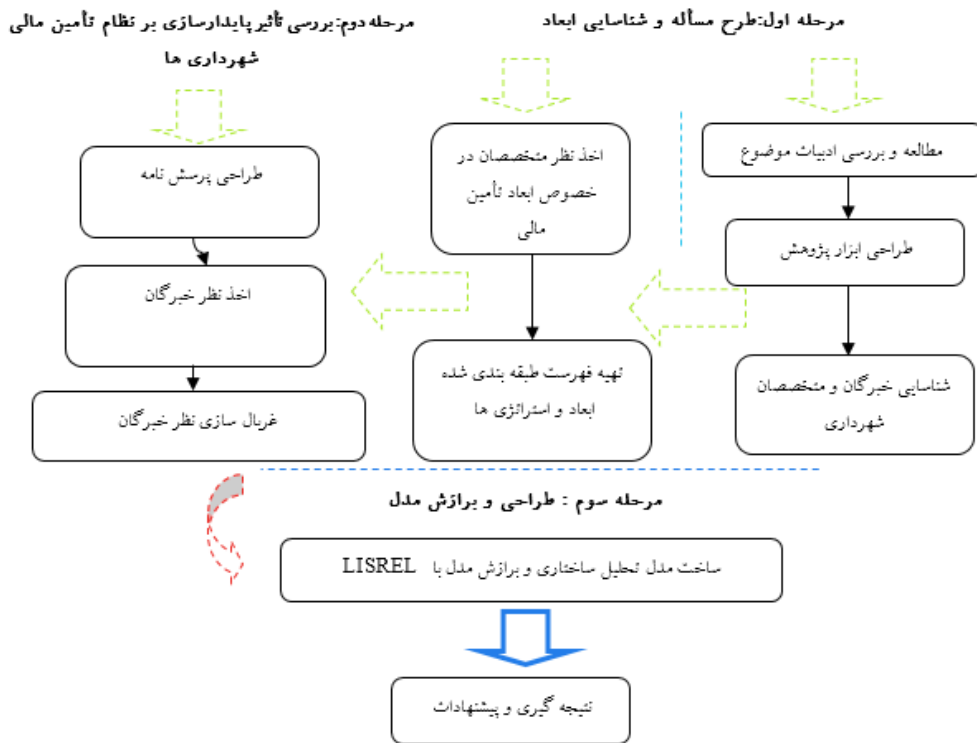 مرحله اول:طرح مسأله و شناسایی ابعاد
مطالعه و بررسی ادبیات موضوع
طراحی ابزار پژوهش
شناسایی خبرگان و متخصصان
شهرداری
اخذ نظر متخصصان در
خصوص ابعاد تأمین
مالی
تهیه فهرست طبقه بندی شده
ابعاد و استراتژی ها
مرحله دوم:بررسی تأثیر پایدارسازی بر نظام تأمین مالی
شهرداری ها
طراحی پرسش نامه
اخذ نظر خبرگان
غربال سازی نظر خبرگان
مرحله سوم : طراحی و برازش مدل
ساخت مدل تحلیل ساختاری و برازش مدل با LISREL
نتیجه گیری و پیشنهادات